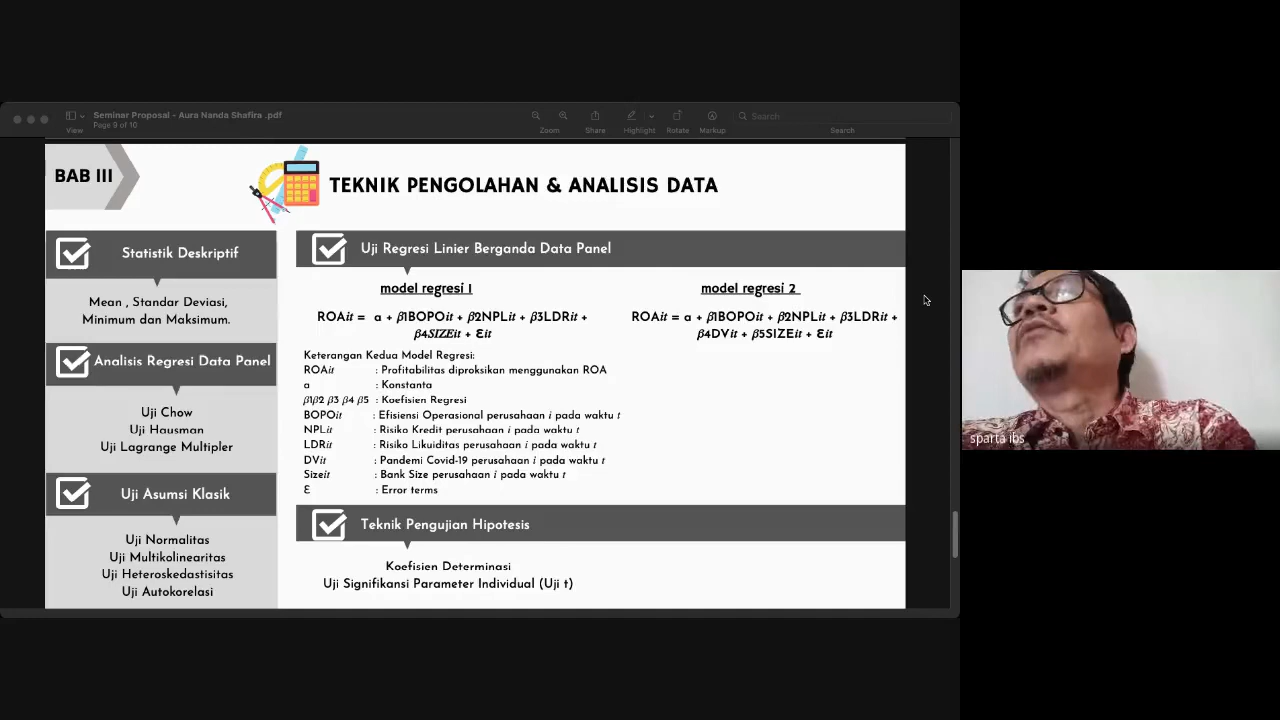 Seminar Proposal - Aura Nanda Shafira .pdf
Page 9 of 10
View
Zoom
Share
Highlight
Rotate
Markup
Search
Search
BAB III
TEKNIK PENGOLAHAN & ANALISIS DATA
Statistik Deskriptif
Mean , Standar Deviasi,
Minimum dan Maksimum.
Analisis Regresi Data Panel
Uji Chow
Uji Hausman
Uji Lagrange Multipler
Uji Asumsi Klasik
Uji Normalitas
Uji Multikolinearitas
Uji Heteroskedastisitas
Uji Autokorelasi
Uji Regresi Linier Berganda Data Panel
model regresi 1
ROAit = a + β1BOPOit + β2NPLit + β3LDRit +
β4SIZEit + Ɛit
model regresi 2
ROAit = a + β1BOPOit + β2NPLit + β3LDRit +
β4DVit + β5SIZEit + Ɛit
Keterangan Kedua Model Regresi:
ROAit : Profitabilitas diproksikan menggunakan ROA
a : Konstanta
β1β2 β3 β4 β5 : Koefisien Regresi
BOPOit : Efisiensi Operasional perusahaan i pada waktu t
NPLit : Risiko Kredit perusahaan i pada waktu t
LDRit : Risiko Likuiditas perusahaan i pada waktu t
DVit : Pandemi Covid-19 perusahaan i pada waktu t
Sizeit : Bank Size perusahaan i pada waktu t
Ɛ : Error terms
Teknik Pengujian Hipotesis
Koefisien Determinasi
Uji Signifikansi Parameter Individual (Uji t)
sparta ibs